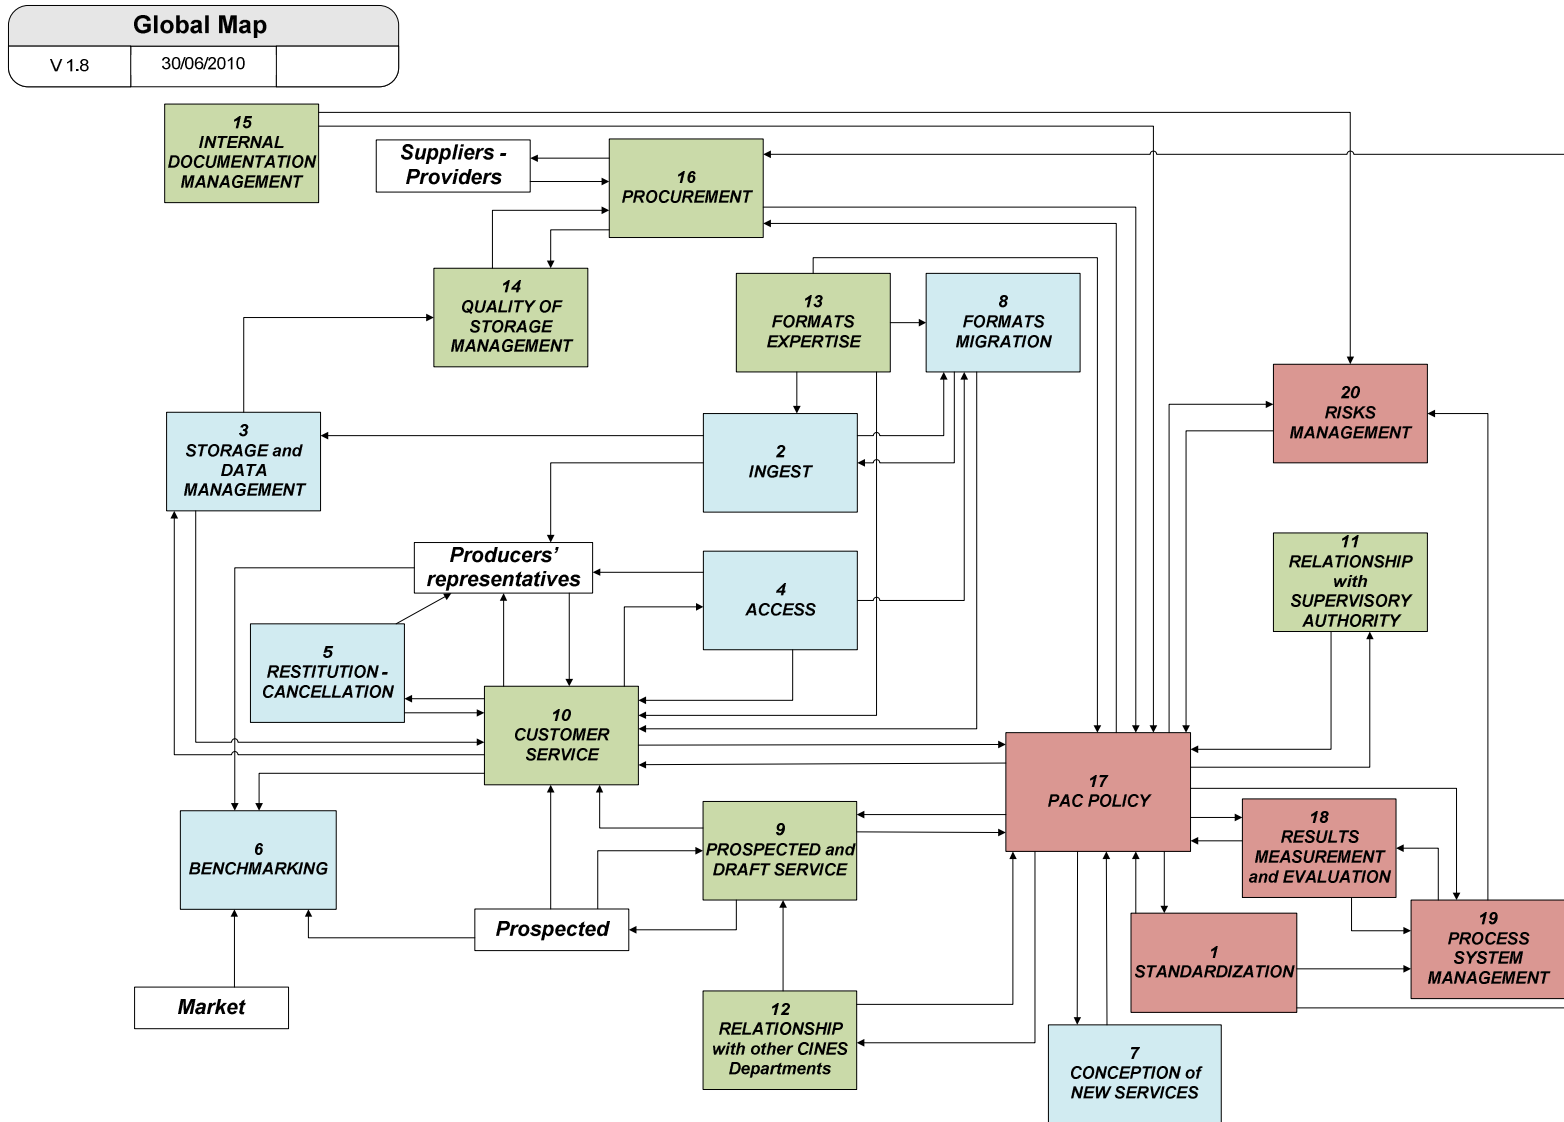 Global Map
V 1.8
30/06/2010
15
INTERNAL
DOCUMENTATION
MANAGEMENT
Suppliers -
Providers
16
PROCUREMENT
14
QUALITY OF
STORAGE
MANAGEMENT
13
FORMATS
EXPERTISE
8
FORMATS
MIGRATION
20
RISKS
MANAGEMENT
3
STORAGE and
DATA
MANAGEMENT
2
INGEST
11
RELATIONSHIP
with
SUPERVISORY
AUTHORITY
Producers'
representatives
4
ACCESS
5
RESTITUTION -
CANCELLATION
10
CUSTOMER
SERVICE
17
PAC POLICY
6
BENCHMARKING
9
PROSPECTED and
DRAFT SERVICE
18
RESULTS
MEASUREMENT
and EVALUATION
Prospected
1
STANDARDIZATION
19
PROCESS
SYSTEM
MANAGEMENT
Market
12
RELATIONSHIP
with other CINES
Departments
7
CONCEPTION of
NEW SERVICES